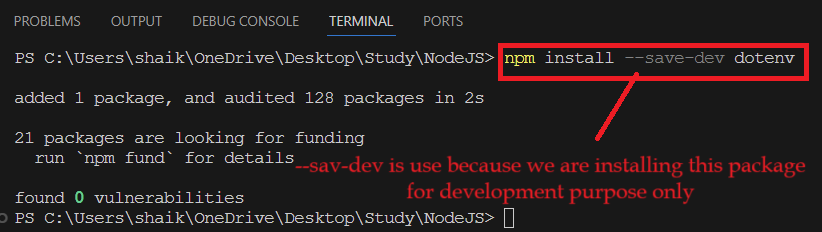 PROBLEMS OUTPUT DEBUG CONSOLE TERMINAL PORTS
PS C:\Users\shaik\OneDrive\Desktop\Study\NodeJS> npm install --save-dev dotenv
added 1 package, and audited 128 packages in 2s
21 packages are looking for funding
run `npm fund` for details
--sav-dev is use because we are installing this package
for development purpose only
found 0 vulnerabilities
PS C:\Users\shaik\OneDrive\Desktop\Study\NodeJS>